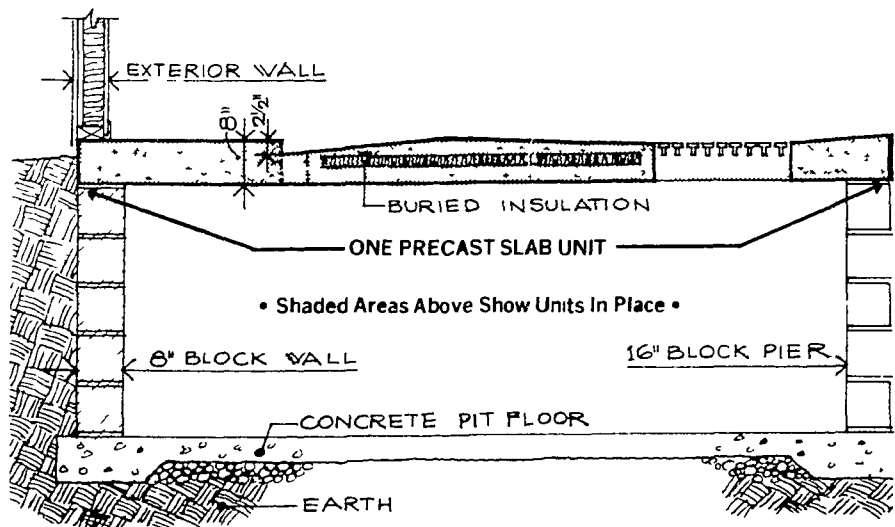 EXTERIOR WALL
8"
2½"
BURIED INSULATION
ONE PRECAST SLAB UNIT
• Shaded Areas Above Show Units In Place •
8" BLOCK WALL
16" BLOCK PIER
CONCRETE PIT FLOOR
EARTH